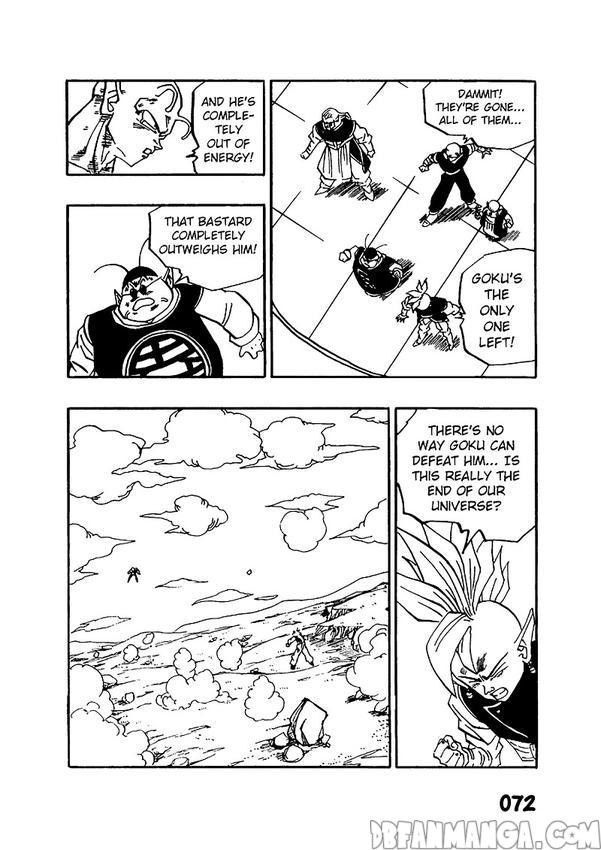 DAMMIT!
THEY'RE GONE...
ALL OF THEM...
GOKU'S
THE
ONLY
ONE
LEFT!
AND HE'S
COMPLE-
TELY
OUT OF
ENERGY!
THAT BASTARD
COMPLETELY
OUTWEIGHS HIM!
THERE'S NO
WAY GOKU CAN
DEFEAT HIM... IS
THIS REALLY THE
END OF OUR
UNIVERSE?
072
DBFANMANGA.COM